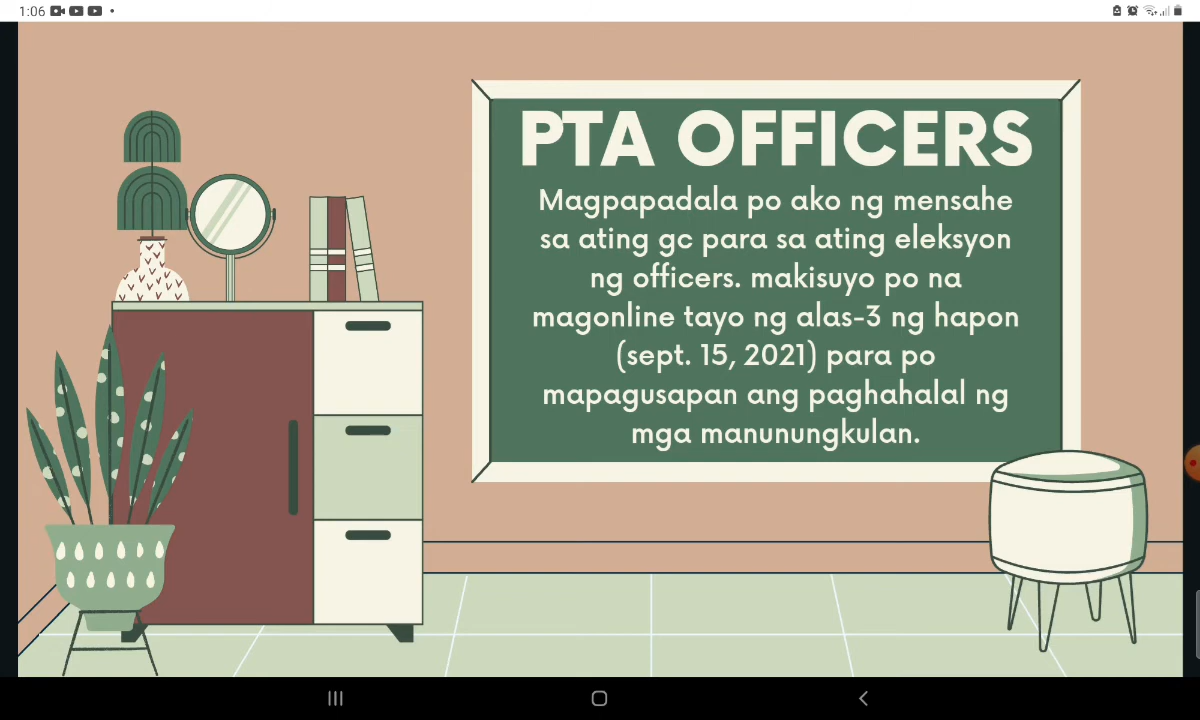 1:06
PTA OFFICERS
Magpapadala po ako ng mensahe
sa ating gc para sa ating eleksyon
ng officers. makisuyo po na
magonline tayo ng alas-3 ng hapon
(sept. 15, 2021) para po
mapagusapan ang paghahalal ng
mga manunungkulan.